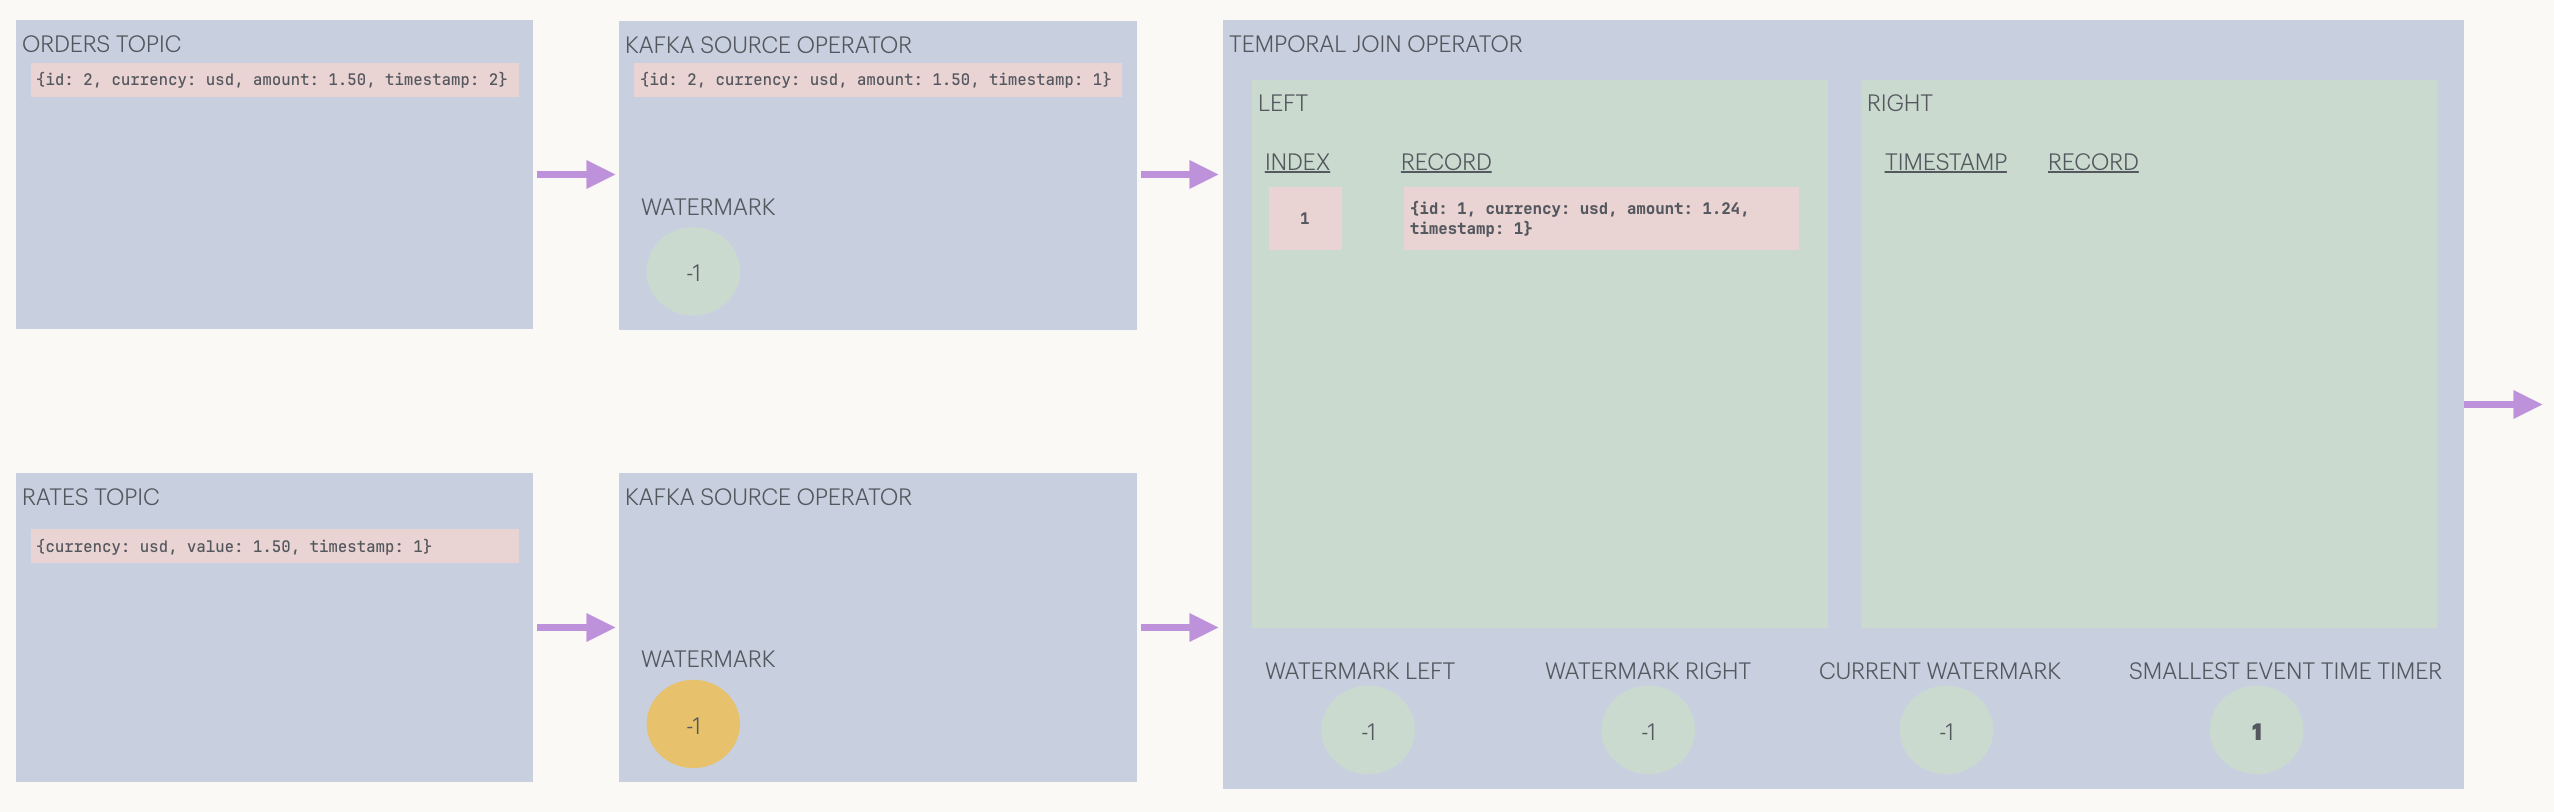 ORDERS TOPIC
{id: 2, currency: usd, amount: 1.50, timestamp: 2}
KAFKA SOURCE OPERATOR
{id: 2, currency: usd, amount: 1.50, timestamp: 1}
WATERMARK
-1
RATES TOPIC
{currency: usd, value: 1.50, timestamp: 1}
KAFKA SOURCE OPERATOR
WATERMARK
-1
TEMPORAL JOIN OPERATOR
LEFT
INDEX RECORD
1 {id: 1, currency: usd, amount: 1.24,
timestamp: 1}
RIGHT
TIMESTAMP RECORD
WATERMARK LEFT WATERMARK RIGHT CURRENT WATERMARK SMALLEST EVENT TIME TIMER
-1 -1 -1 1